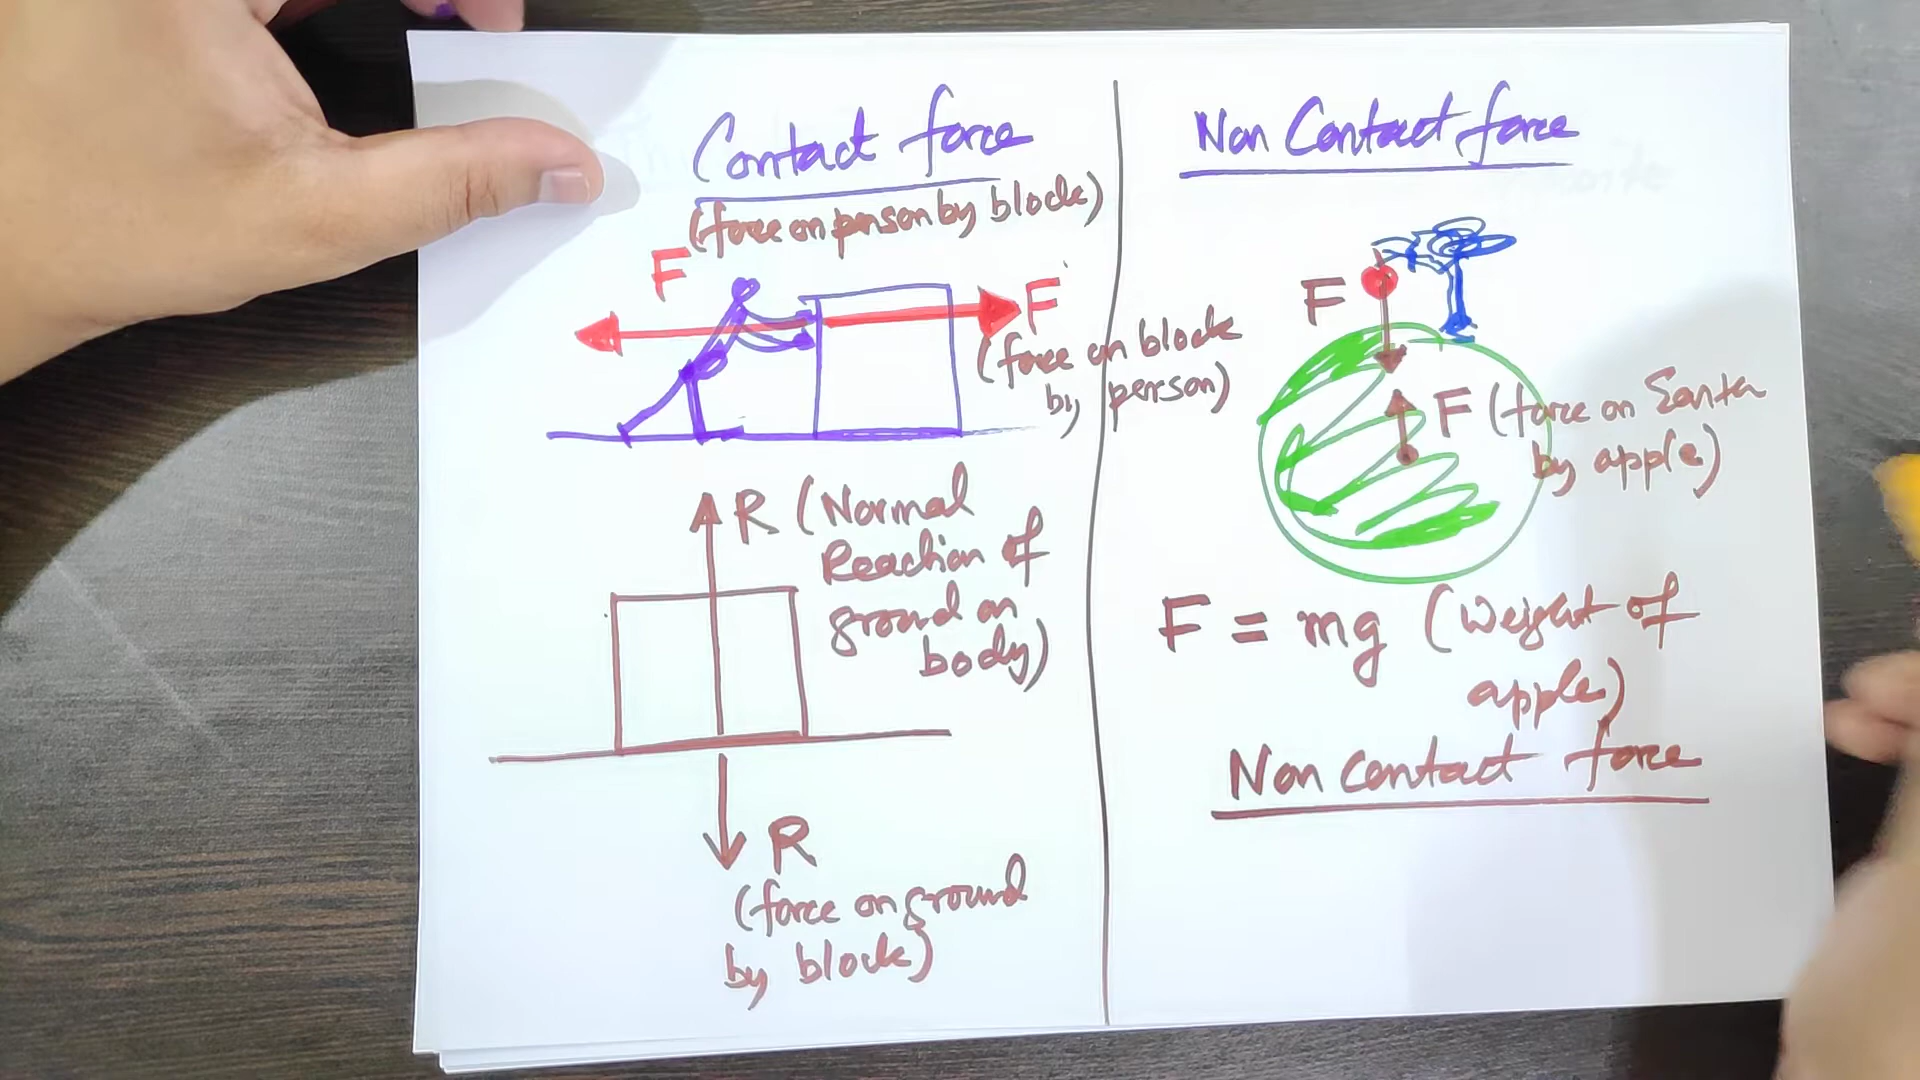 Contact force
(force on person by block)
F
F
(force on block
by person)
R (Normal
Reaction of
ground on
body)
R
(force on ground
by block)
Non Contact force
F
F (force on Earth
by apple)
F = mg (Weight of
apple)
Non Contact force